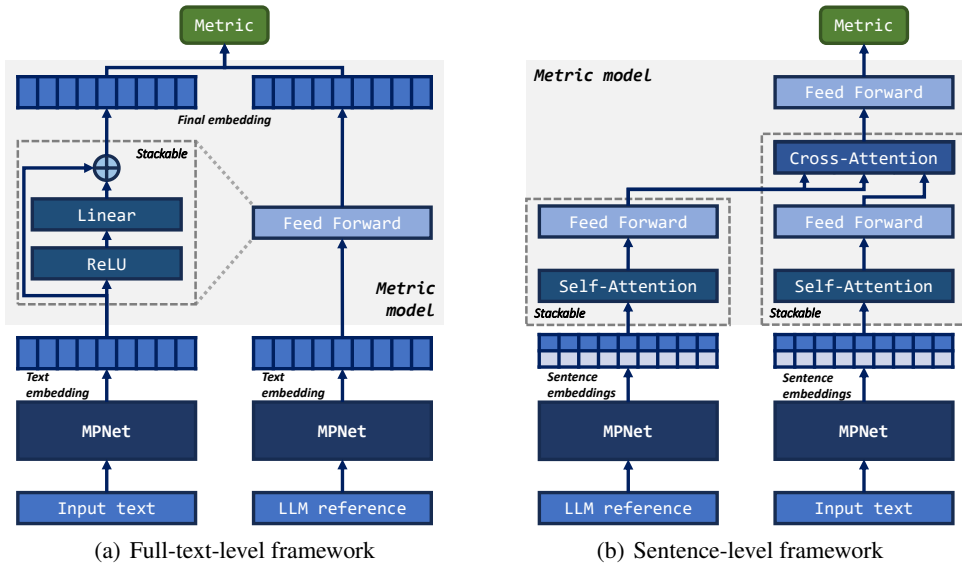 Metric
Final embedding
Stackable
Linear
ReLU
Feed Forward
Metric
model
Text
embedding
Text
embedding
MPNet
MPNet
Input text
LLM reference
(a) Full-text-level framework
Metric
Metric model
Feed Forward
Cross-Attention
Feed Forward
Feed Forward
Self-Attention
Self-Attention
Stackable
Stackable
Sentence
embeddings
Sentence
embeddings
MPNet
MPNet
LLM reference
Input text
(b) Sentence-level framework